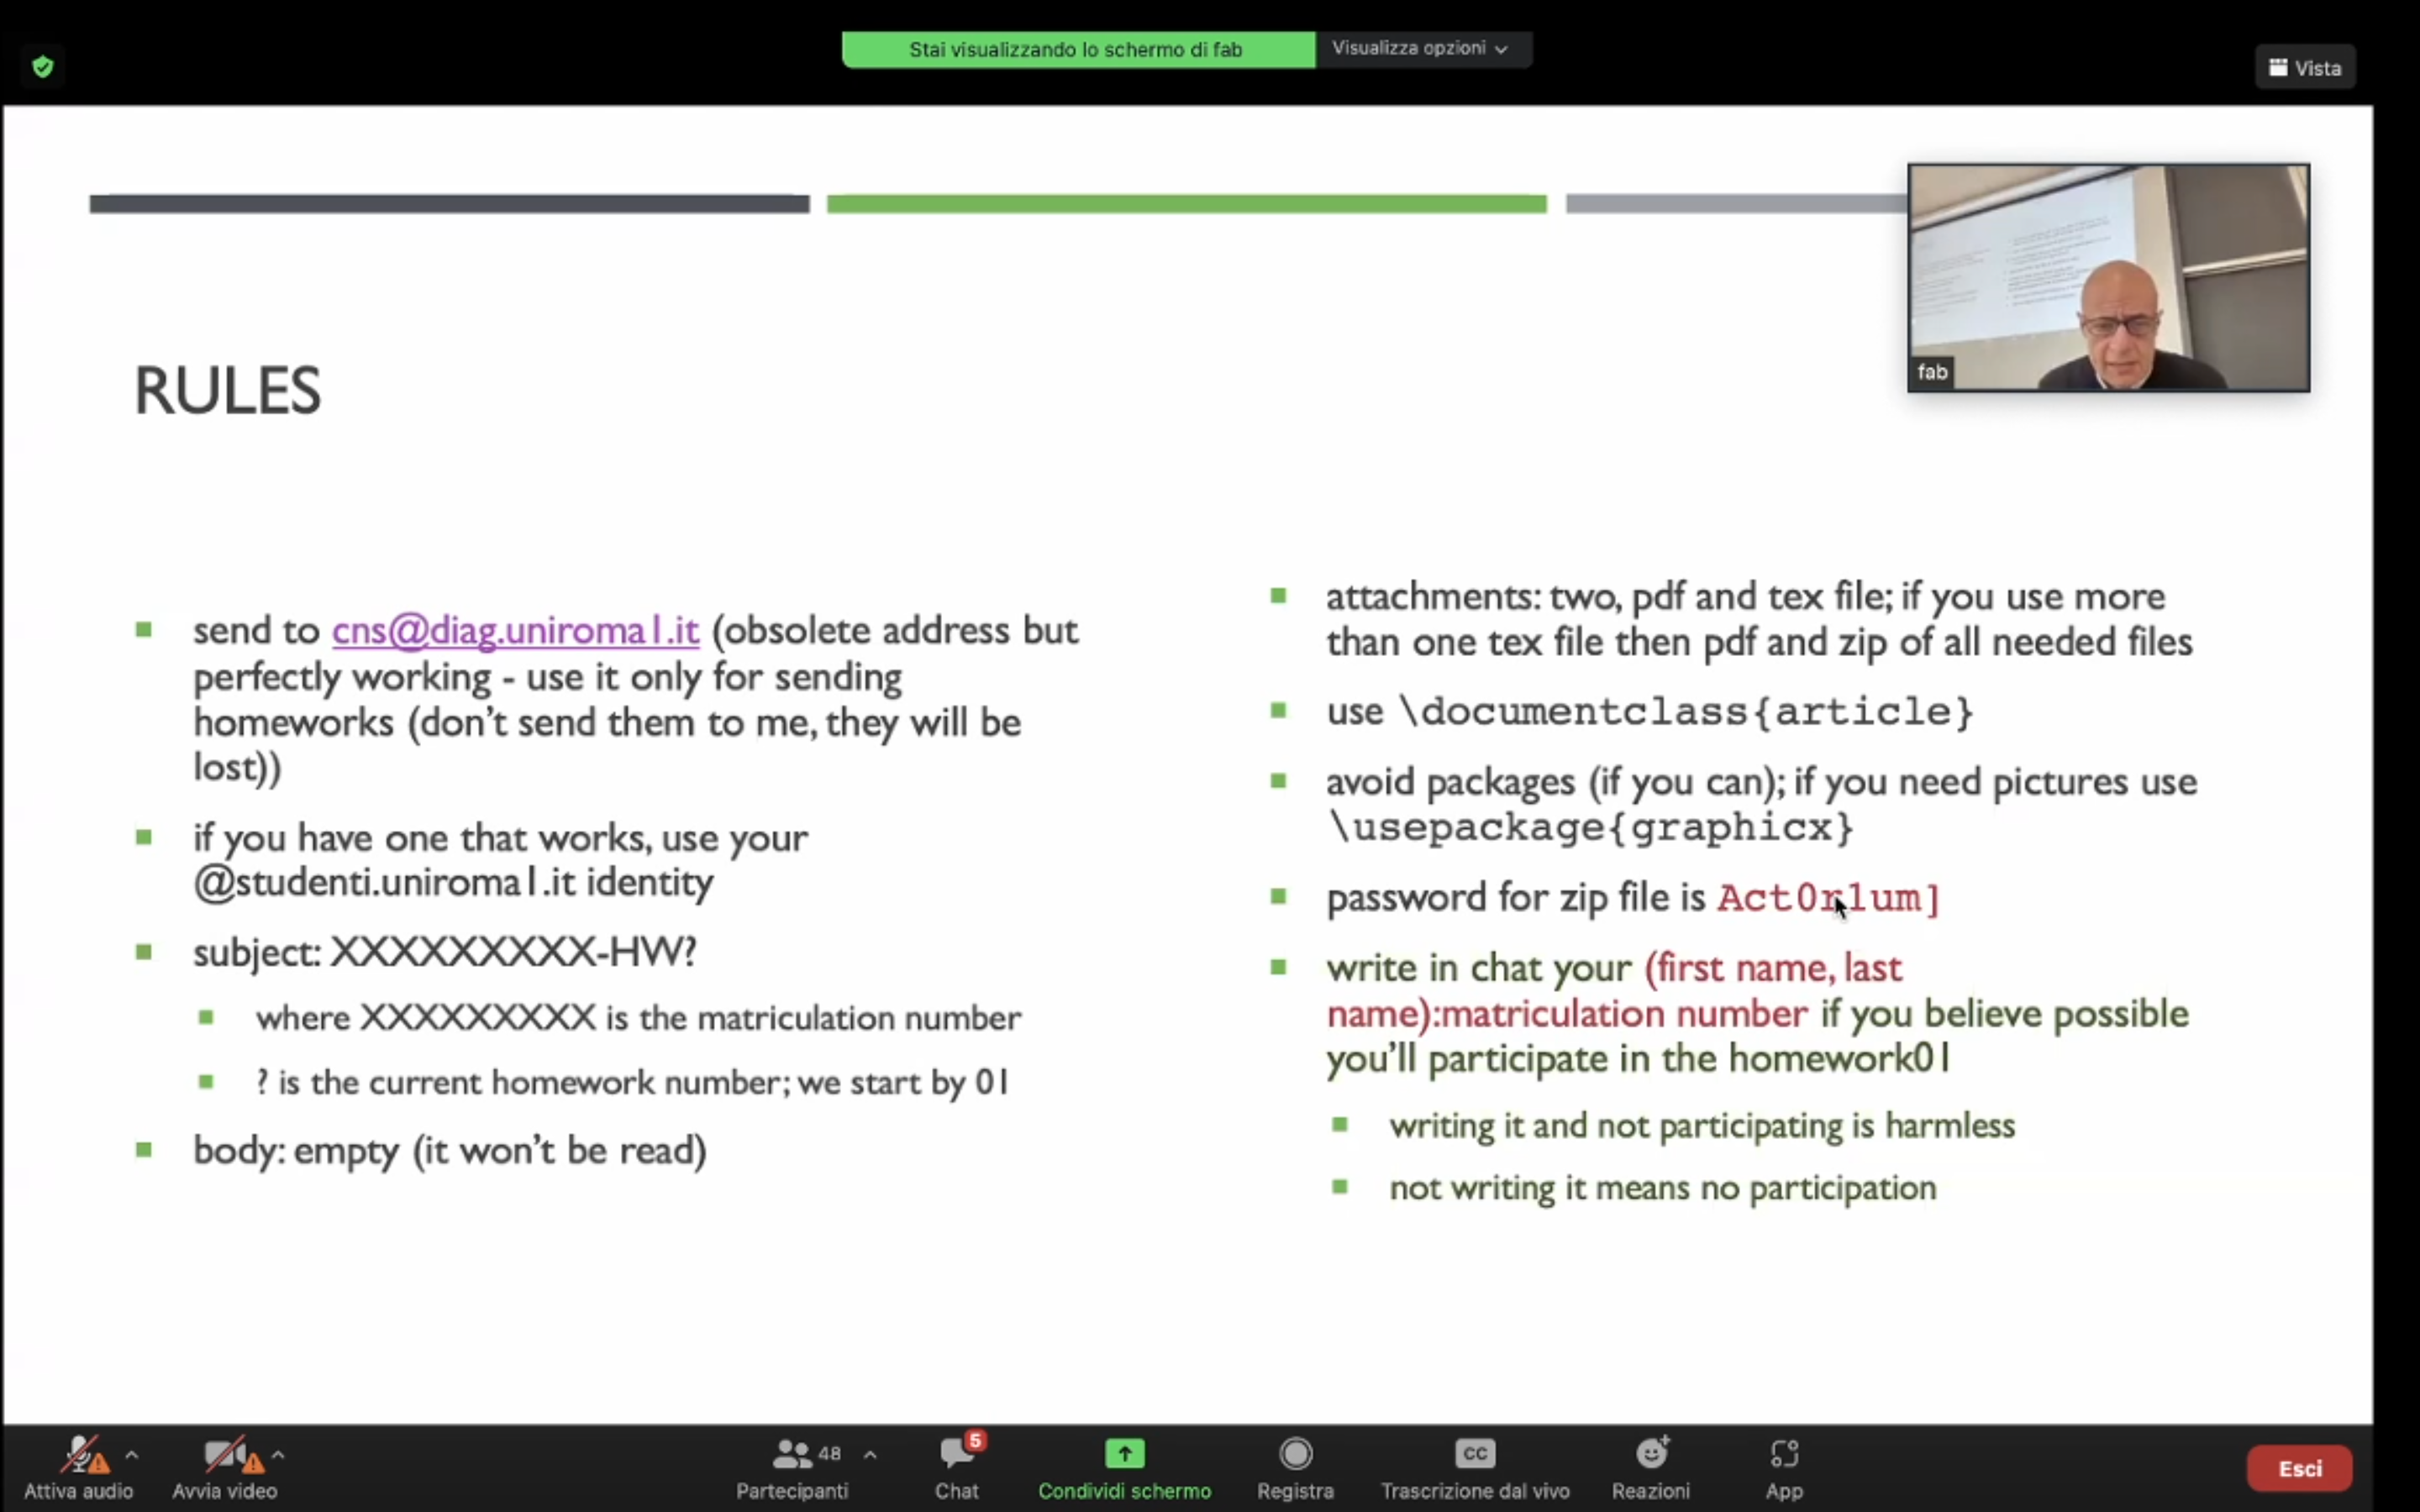 Stai visualizzando lo schermo di fab
Visualizza opzioni
Vista
fab
RULES
send to cns@diag.uniroma1.it (obsolete address but
perfectly working - use it only for sending
homeworks (don't send them to me, they will be
lost))
if you have one that works, use your
@studenti.uniroma1.it identity
subject: XXXXXXXXX-HW?
where XXXXXXXXX is the matriculation number
? is the current homework number; we start by 01
body: empty (it won't be read)
attachments: two, pdf and tex file; if you use more
than one tex file then pdf and zip of all needed files
use \documentclass{article}
avoid packages (if you can); if you need pictures use
\usepackage{graphicx}
password for zip file is Act0r1um]
write in chat your (first name, last
name):matriculation number if you believe possible
you'll participate in the homework01
writing it and not participating is harmless
not writing it means no participation
Attiva audio
Avvia video
48
Partecipanti
5
Chat
Condividi schermo
Registra
CC
Trascrizione dal vivo
Reazioni
App
Esci